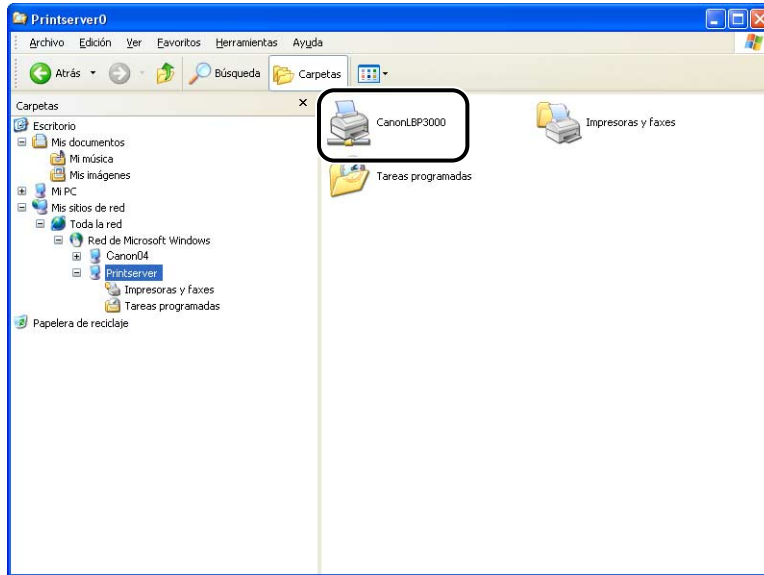 Printserver0
Archivo Edición Ver Favoritos Herramientas Ayuda
Atrás Búsqueda Carpetas
Carpetas
Escritorio
Mis documentos
Mi música
Mis imágenes
Mi PC
Mis sitios de red
Toda la red
Red de Microsoft Windows
Canon04
Printserver
Impresoras y faxes
Tareas programadas
Papelera de reciclaje
CanonLBP3000
Impresoras y faxes
Tareas programadas